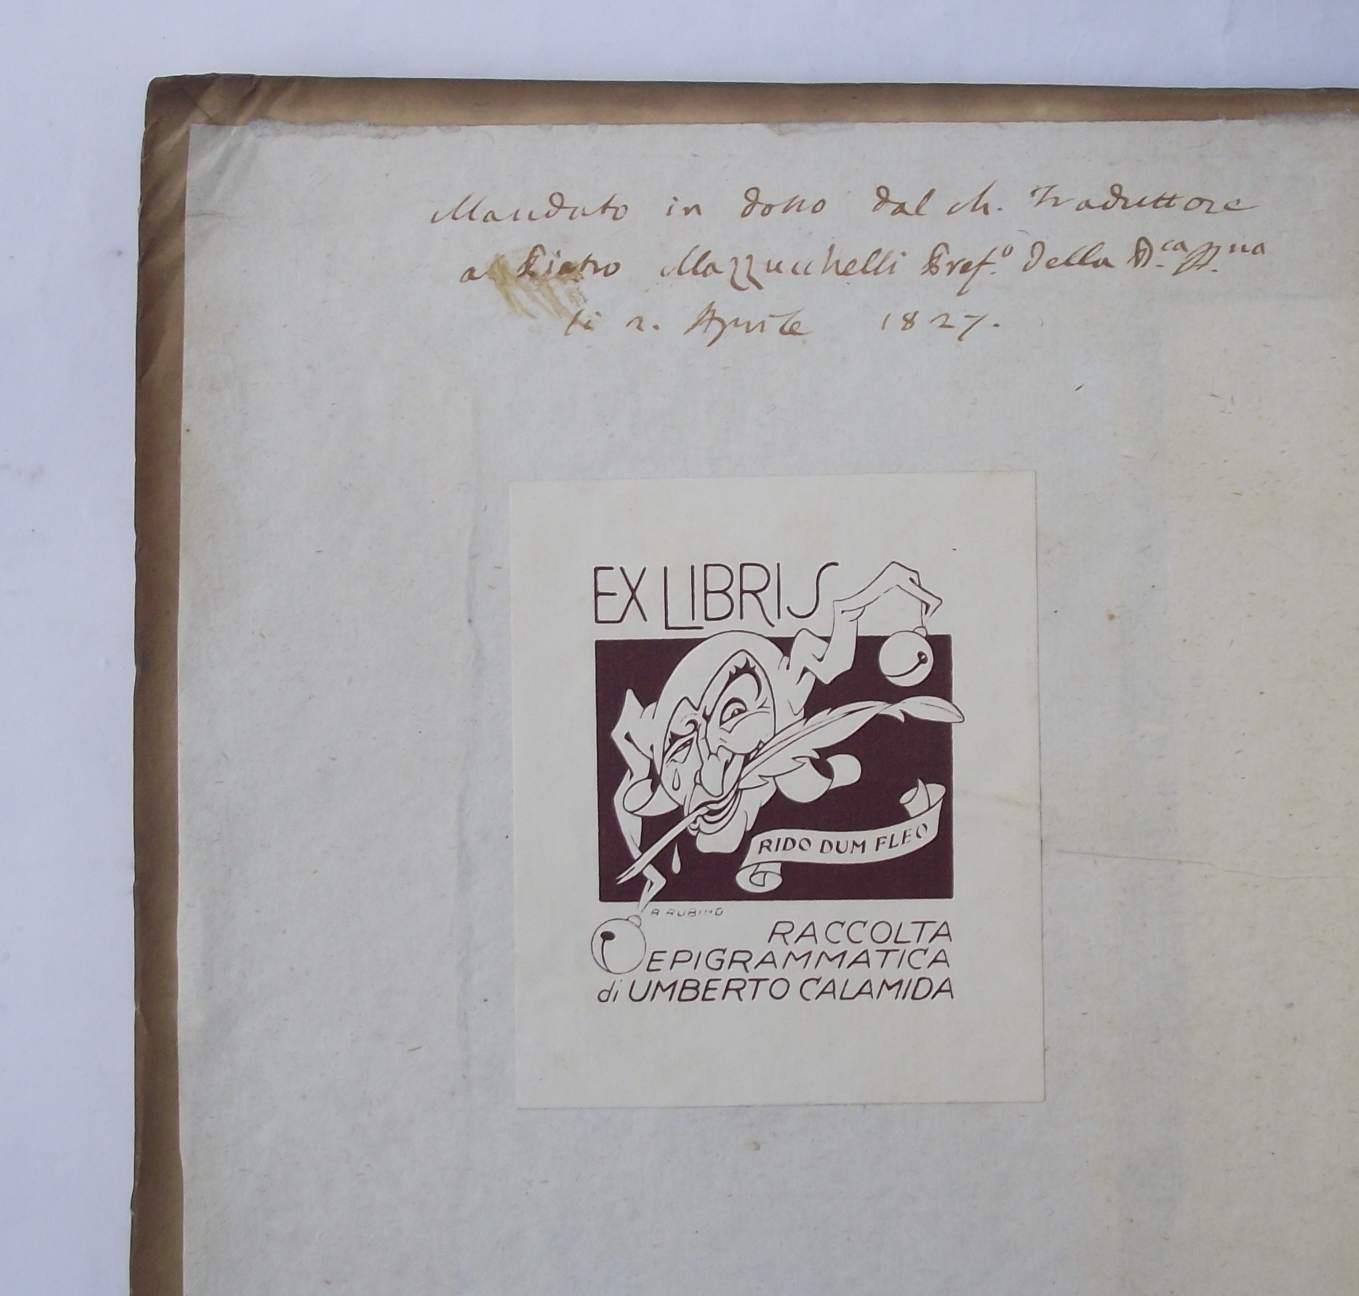 Mandato in dono dal ch. Traduttore
a Pietro Mazzucchelli Pref.º della B.ca A.na
li 2. Aprile 1827.
EX LIBRIS
RIDO DUM FLEO
A RUBINO
RACCOLTA
EPIGRAMMATICA
di UMBERTO CALAMIDA